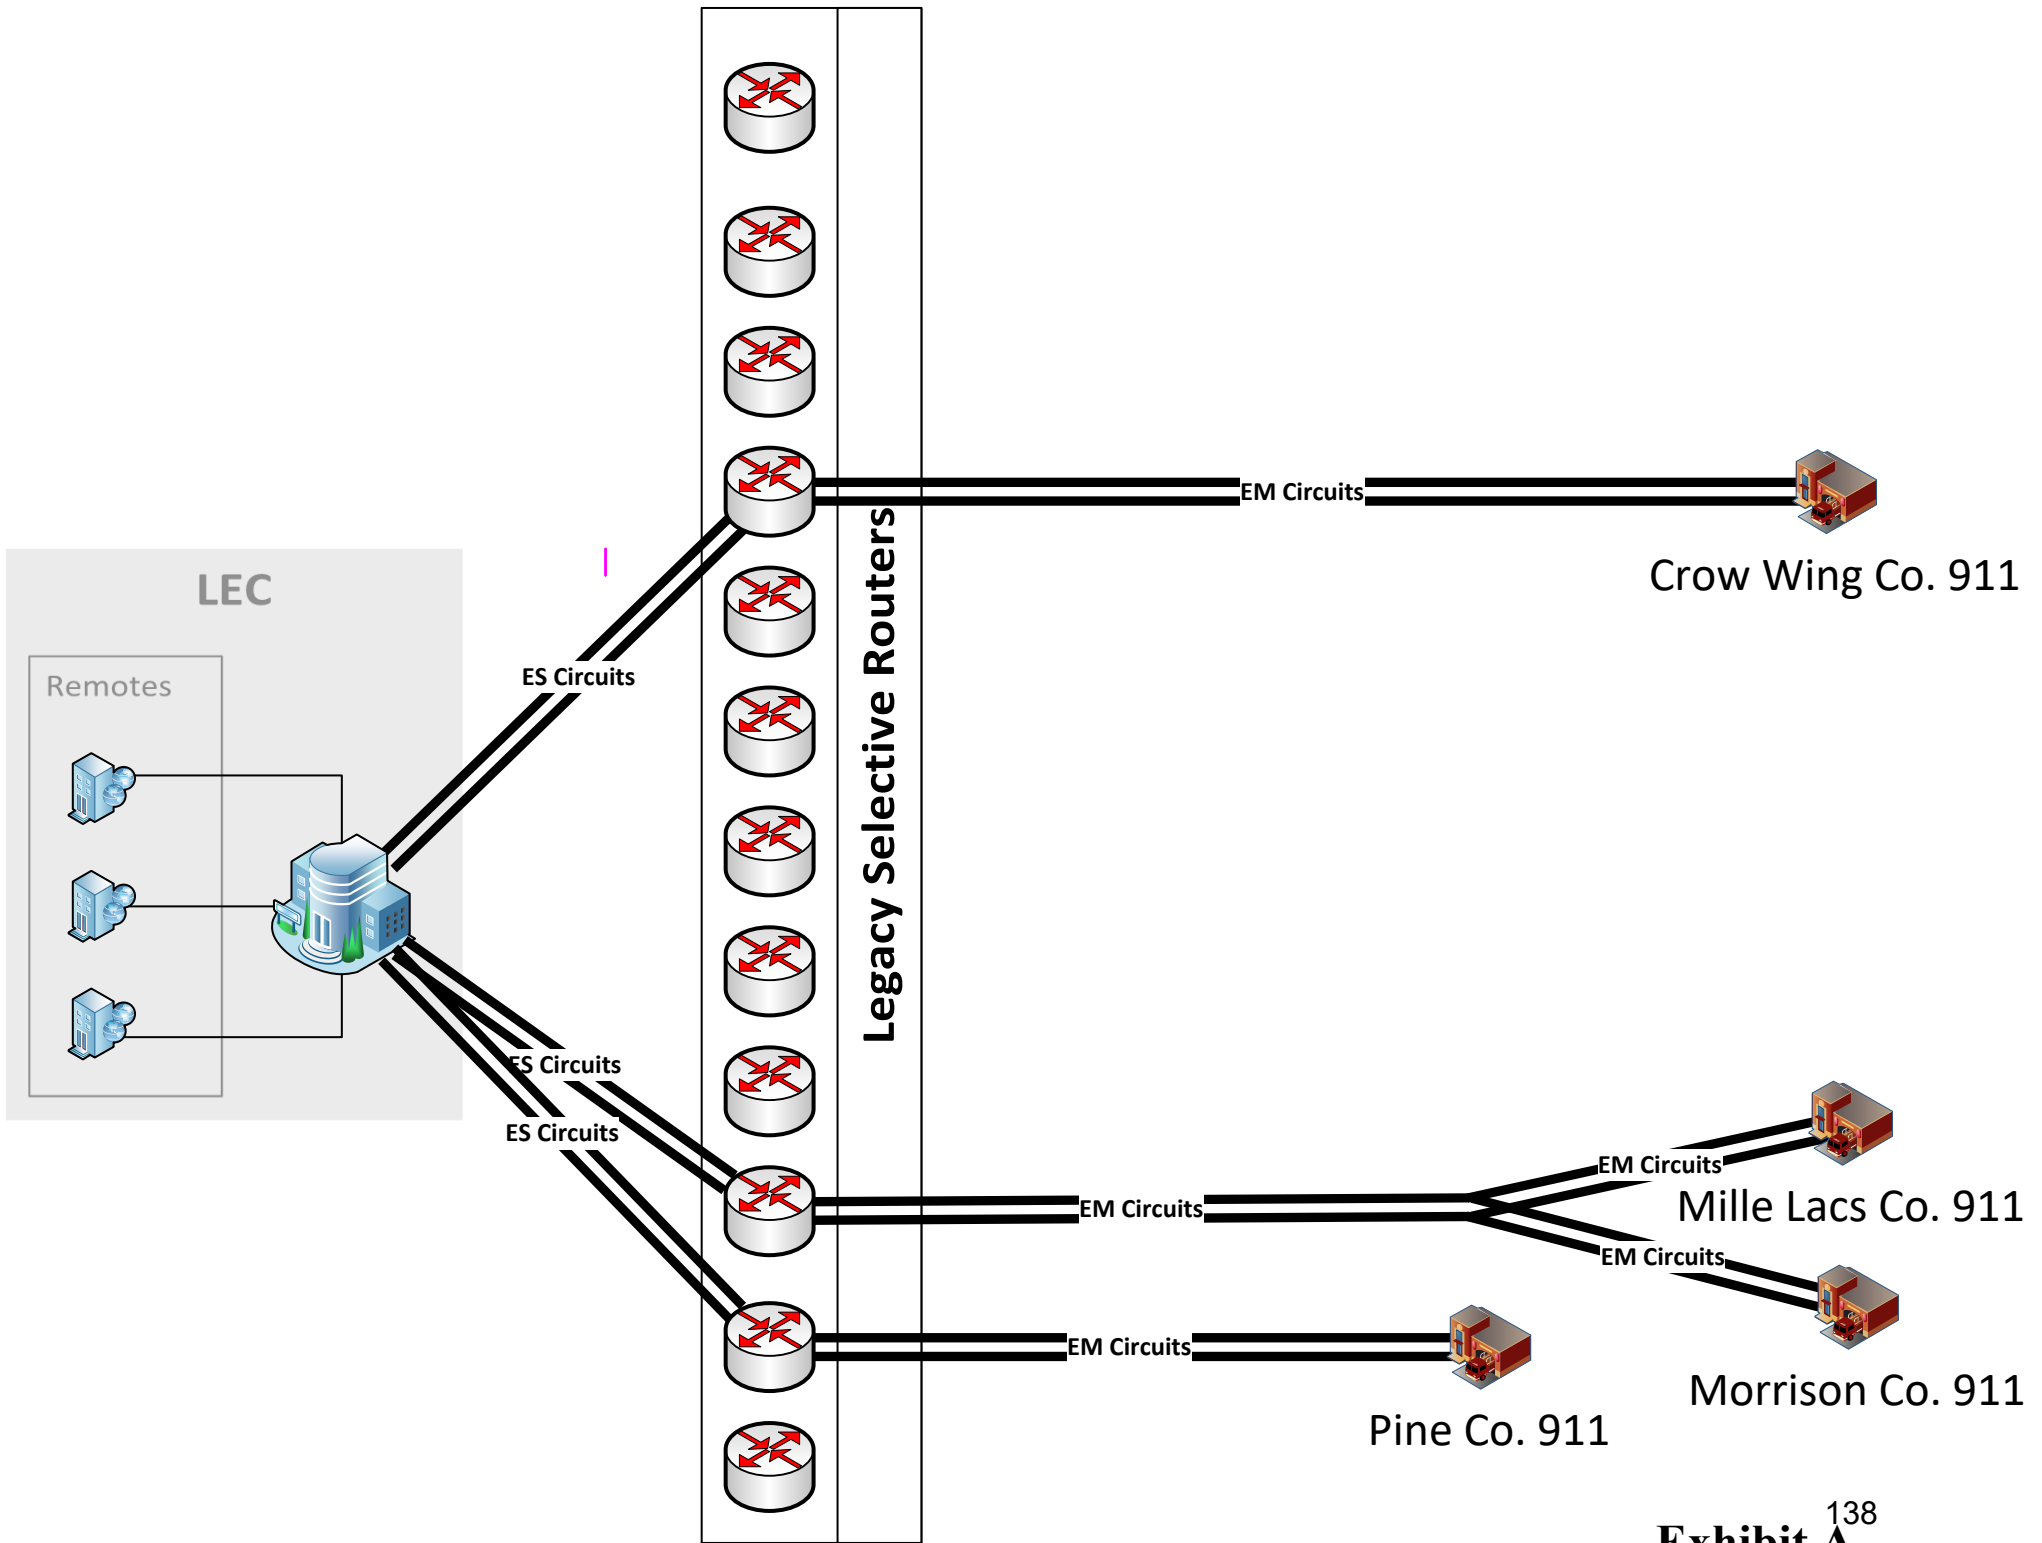 LEC
Remotes
Legacy Selective Routers
ES Circuits
ES Circuits
ES Circuits
EM Circuits
Crow Wing Co. 911
EM Circuits
EM Circuits
Mille Lacs Co. 911
EM Circuits
Morrison Co. 911
EM Circuits
Pine Co. 911
138
Exhibit A